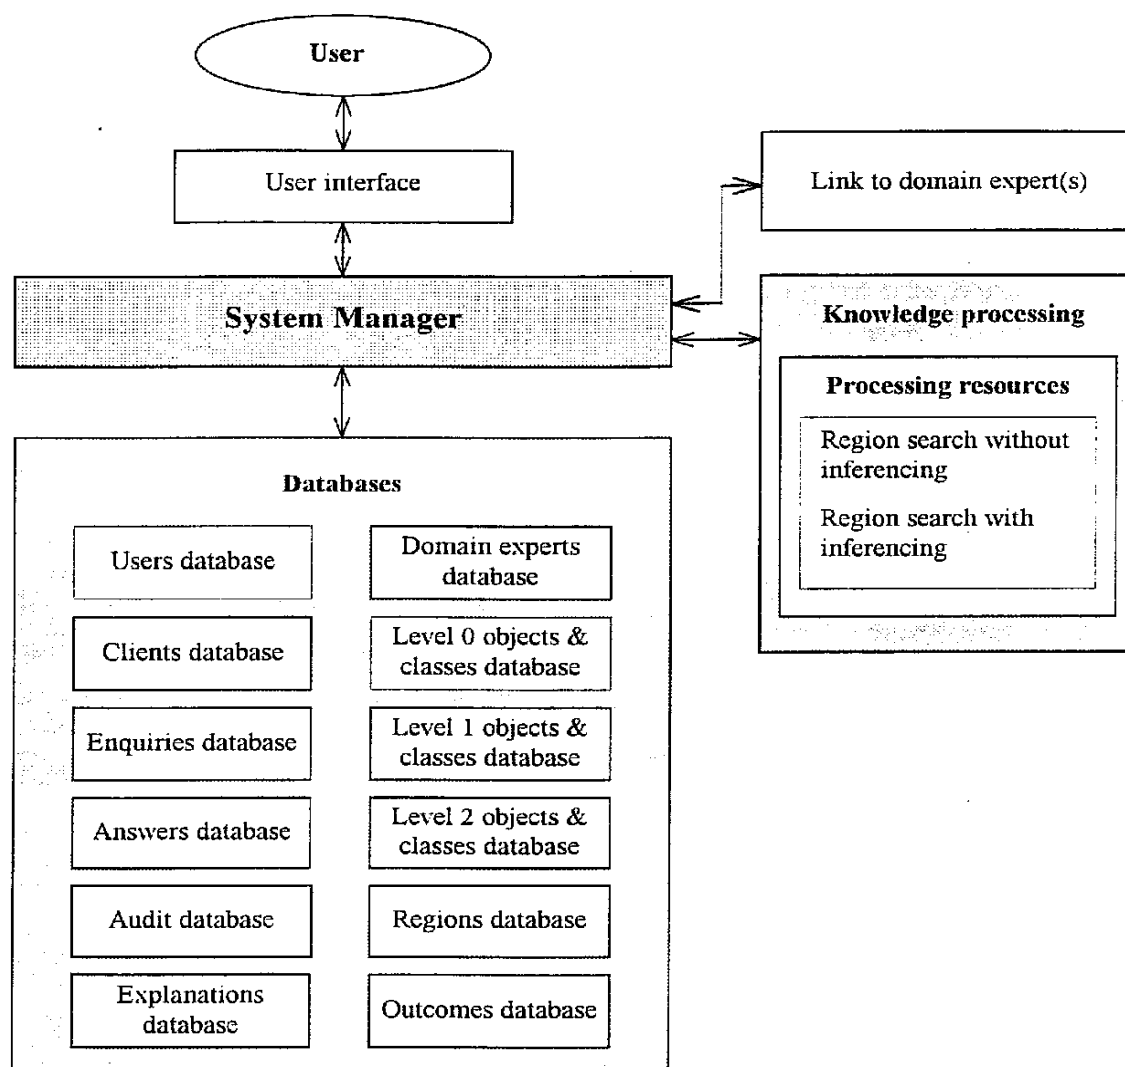 User
User interface
Link to domain expert(s)
System Manager
Knowledge processing
Processing resources
Region search without
inferencing
Region search with
inferencing
Databases
Users database
Domain experts
database
Clients database
Level 0 objects &
classes database
Enquiries database
Level 1 objects &
classes database
Answers database
Level 2 objects &
classes database
Audit database
Regions database
Explanations
database
Outcomes database